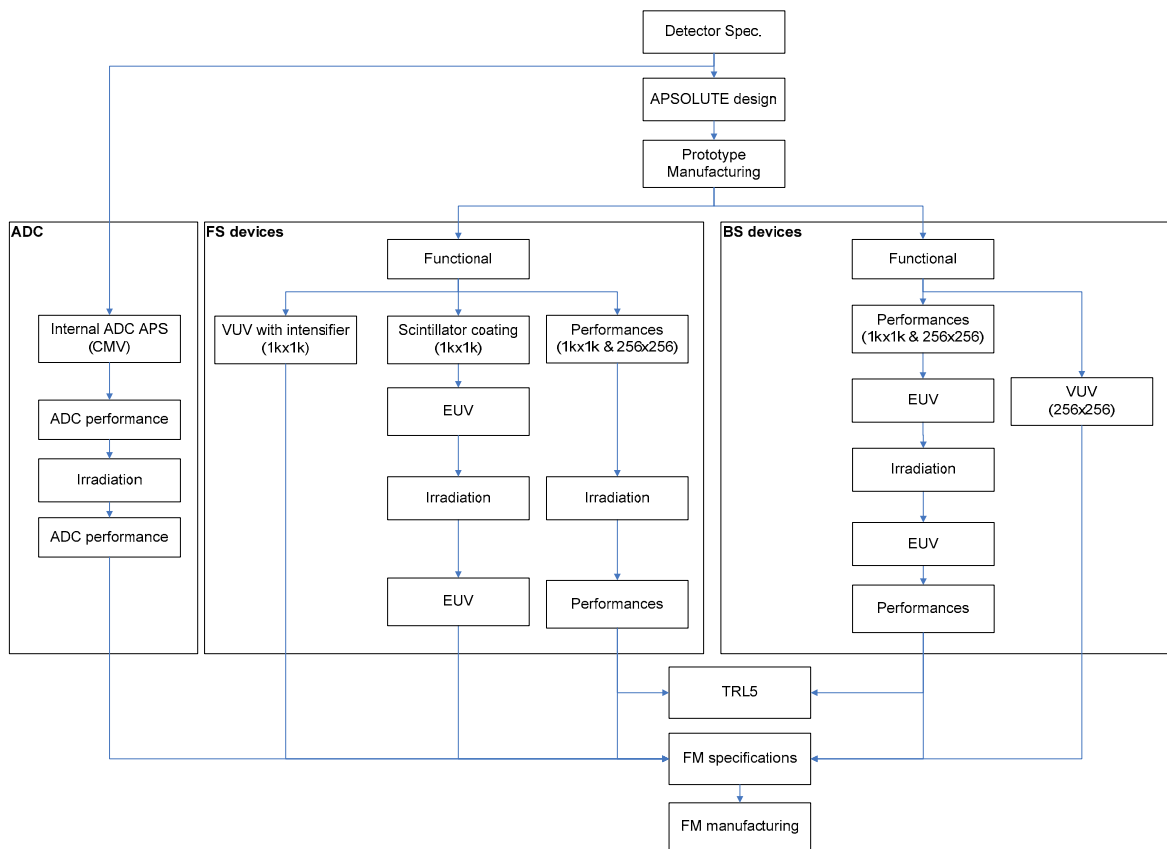 Detector Spec.
APSOLUTE design
Prototype
Manufacturing
ADC
Internal ADC APS
(CMV)
ADC performance
Irradiation
ADC performance
FS devices
Functional
VUV with intensifier
(1kx1k)
Scintillator coating
(1kx1k)
EUV
Irradiation
EUV
Performances
(1kx1k & 256x256)
Irradiation
Performances
BS devices
Functional
Performances
(1kx1k & 256x256)
EUV
Irradiation
EUV
Performances
VUV
(256x256)
TRL5
FM specifications
FM manufacturing